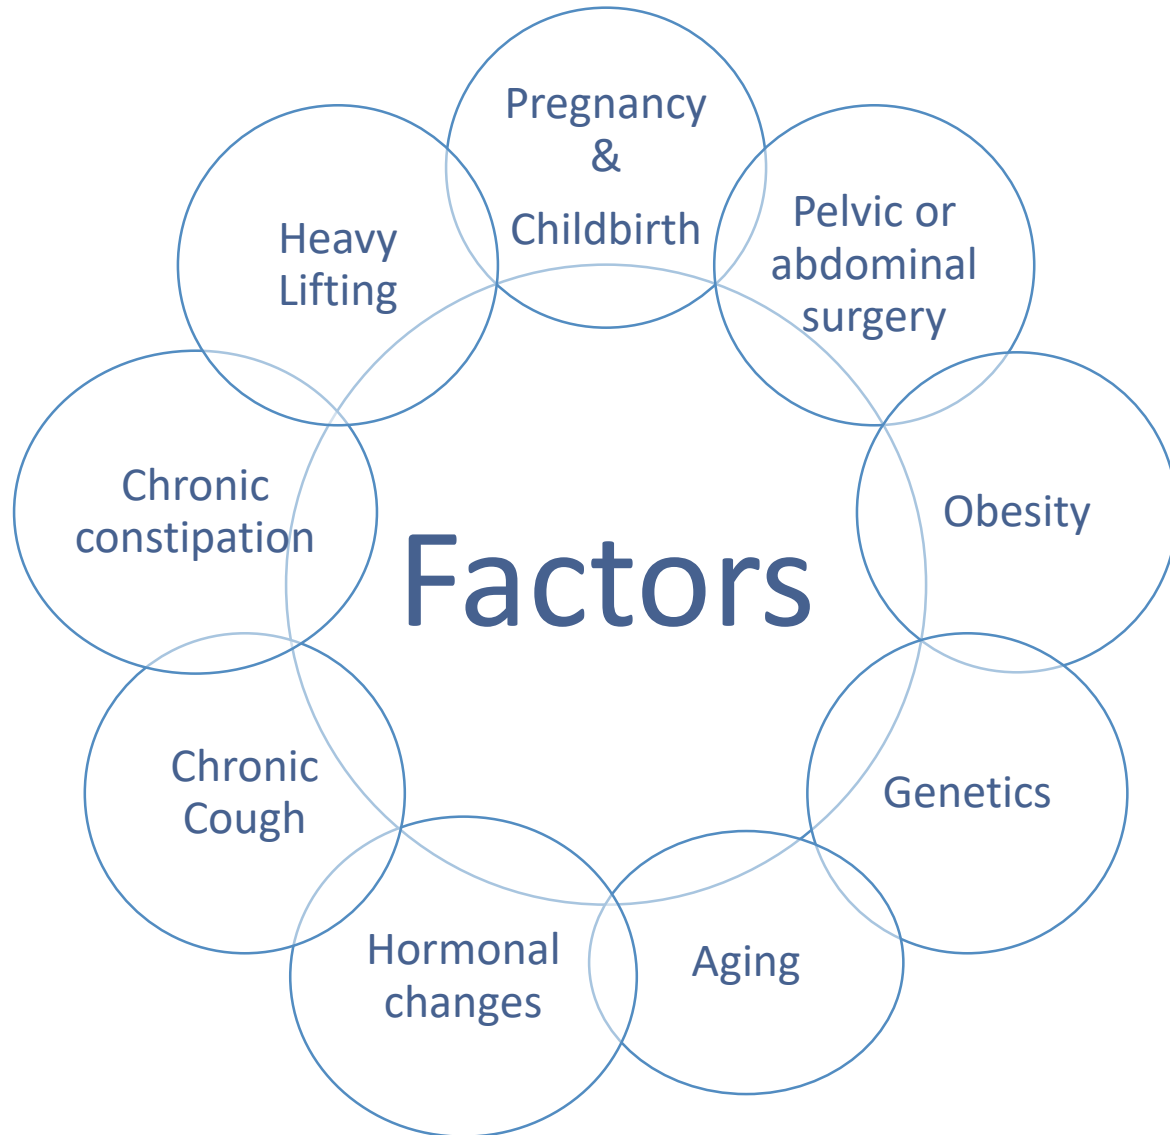 Pregnancy
&
Childbirth
Pelvic or
abdominal
surgery
Obesity
Genetics
Aging
Hormonal
changes
Chronic
Cough
Chronic
constipation
Heavy
Lifting
Factors